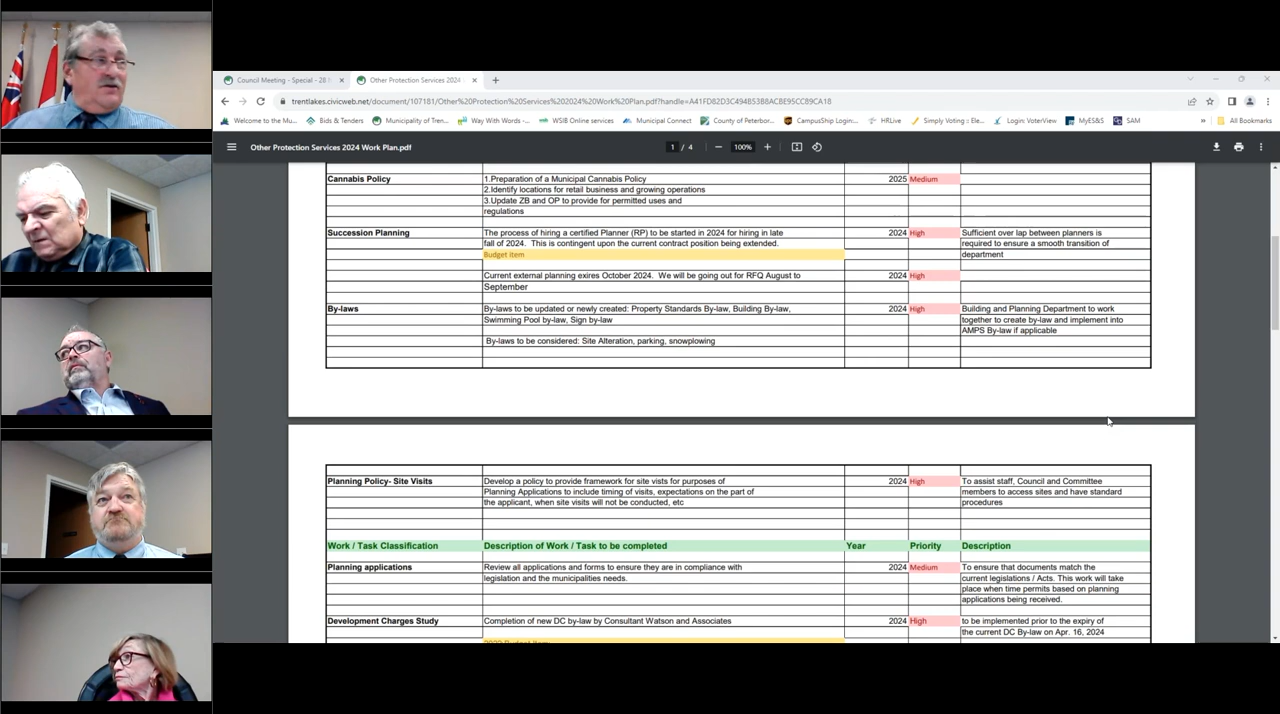 Council Meeting - Special - 28
Other Protection Services 2024
trentlakes.civicweb.net/document/107181/Other%20Protection%20Services%202024%20Work%20Plan.pdf?handle=A41FD82D3C494B53B8ACBE95CC89CA18
Welcome to the Mu... Bids & Tenders Municipality of Tren... Way With Words -... WSIB Online services Municipal Connect County of Peterbor... CampusShip Login:... HRLive Simply Voting :: Ele... Login: VoterView MyES&S SAM » All Bookmarks
Other Protection Services 2024 Work Plan.pdf 1 / 4 100%
Cannabis Policy 1.Preparation of a Municipal Cannabis Policy 2025 Medium
2.Identify locations for retail business and growing operations
3.Update ZB and OP to provide for permitted uses and
regulations
Succession Planning The process of hiring a certified Planner (RP) to be started in 2024 for hiring in late 2024 High Sufficient over lap between planners is
fall of 2024. This is contingent upon the current contract position being extended. required to ensure a smooth transition of
Budget item department
Current external planning expires October 2024. We will be going out for RFQ August to 2024 High
September
By-laws By-laws to be updated or newly created: Property Standards By-law, Building By-law, 2024 High Building and Planning Department to work
Swimming Pool by-law, Sign by-law together to create by-law and implement into
AMPS By-law if applicable
By-laws to be considered: Site Alteration, parking, snowplowing
Planning Policy- Site Visits Develop a policy to provide framework for site vists for purposes of 2024 High To assist staff, Council and Committee
Planning Applications to include timing of visits, expectations on the part of members to access sites and have standard
the applicant, when site visits will not be conducted, etc procedures
Work / Task Classification Description of Work / Task to be completed Year Priority Description
Planning applications Review all applications and forms to ensure they are in compliance with 2024 Medium To ensure that documents match the
legislation and the municipalities needs. current legislations / Acts. This work will take
place when time permits based on planning
applications being received.
Development Charges Study Completion of new DC by-law by Consultant Watson and Associates 2024 High to be implemented prior to the expiry of
the current DC By-law on Apr. 16, 2024